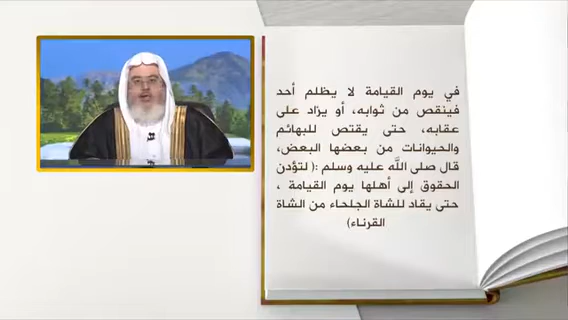 في يوم القيامة لا يظلم أحد
فينقص من ثوابه، أو يزاد على
عقابه، حتى يقتص للبهائم
والحيوانات من بعضها البعض،
قال صلى الله عليه وسلم :( لتؤدن
الحقوق إلى أهلها يوم القيامة ،
حتى يقاد للشاة الجلحاء من الشاة
القرناء)